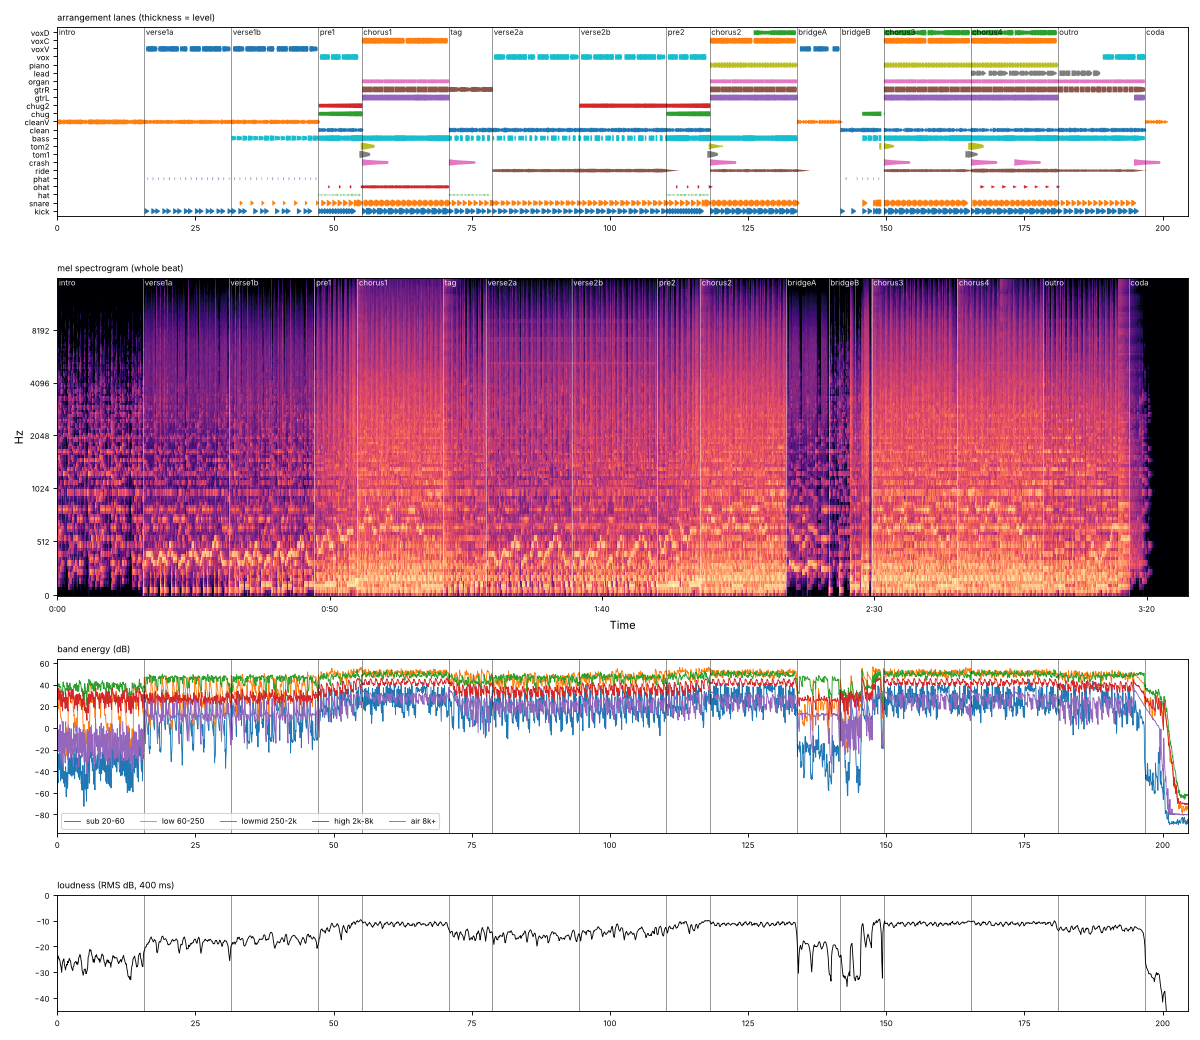 arrangement lanes (thickness = level)
intro verse1a verse1b pre1 chorus1 tag verse2a verse2b pre2 chorus2 bridgeA bridgeB chorus3 chorus4 outro coda
voxD
voxC
voxV
vox
piano
lead
organ
gtrR
gtrL
chug2
chug
cleanV
clean
bass
tom2
tom1
crash
ride
phat
ohat
hat
snare
kick
0 25 50 75 100 125 150 175 200
mel spectrogram (whole beat)
intro verse1a verse1b pre1 chorus1 tag verse2a verse2b pre2 chorus2 bridgeA bridgeB chorus3 chorus4 outro coda
8192
4096
2048
1024
512
0
Hz
0:00 0:50 1:40 2:30 3:20
Time
band energy (dB)
60
40
20
0
−20
−40
−60
−80
sub 20-60 low 60-250 lowmid 250-2k high 2k-8k air 8k+
0 25 50 75 100 125 150 175 200
loudness (RMS dB, 400 ms)
0
−10
−20
−30
−40
0 25 50 75 100 125 150 175 200